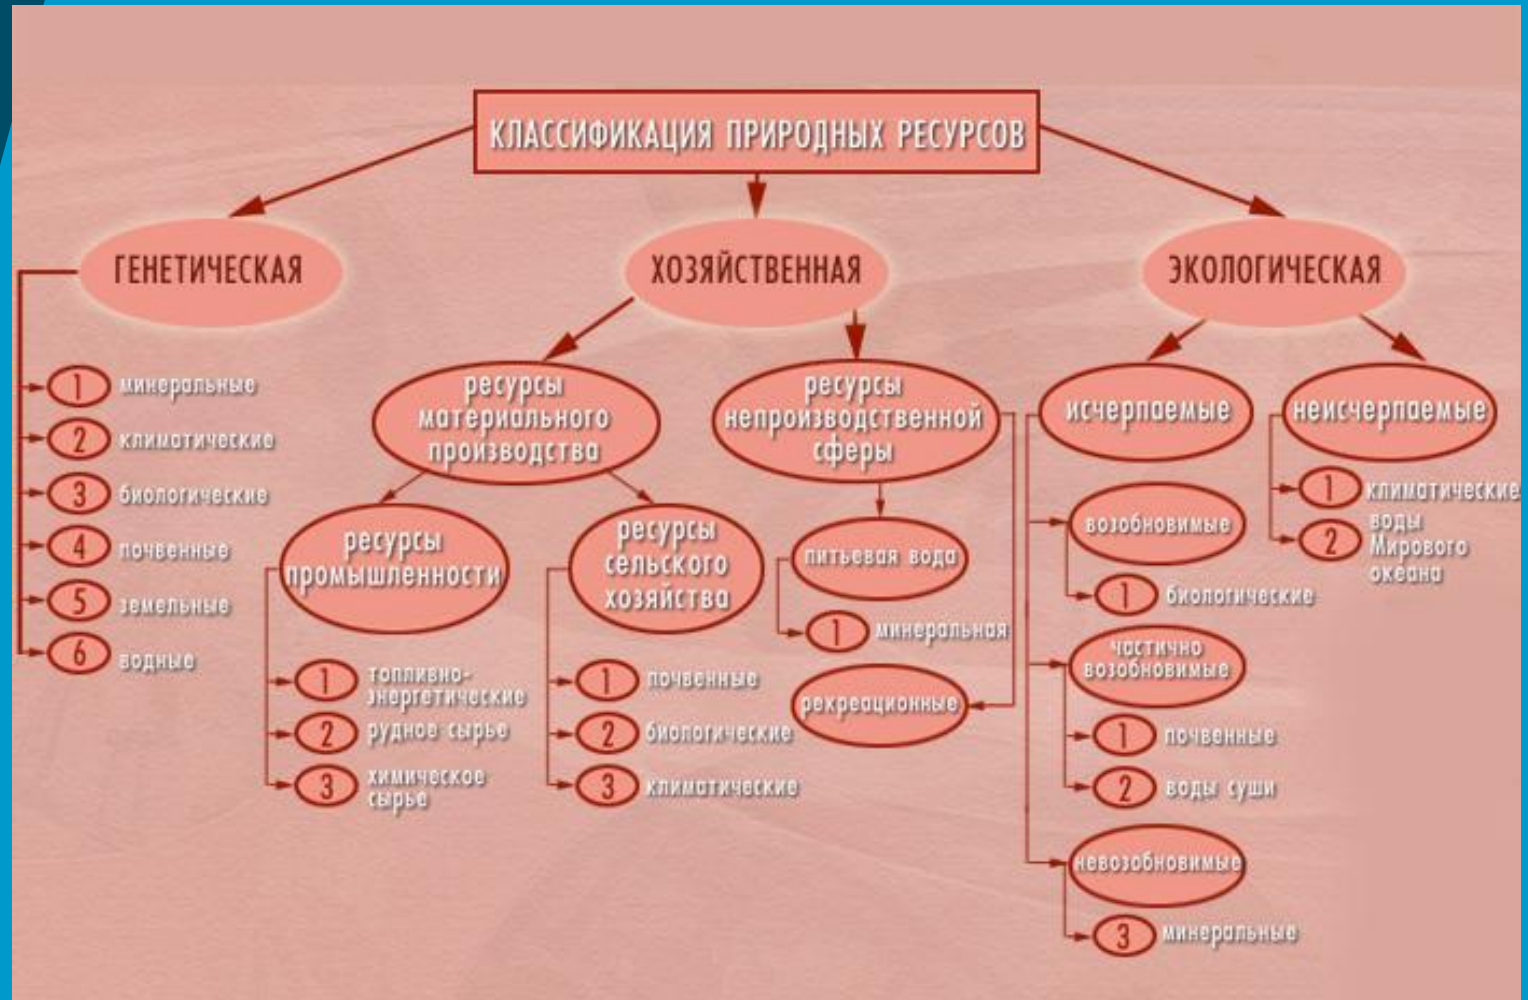 КЛАССИФИКАЦИЯ ПРИРОДНЫХ РЕСУРСОВ
ГЕНЕТИЧЕСКАЯ
1 минеральные
2 климатические
3 биологические
4 почвенные
5 земельные
6 водные
ХОЗЯЙСТВЕННАЯ
ресурсы
материального
производства
ресурсы
промышленности
1 топливно-
энергетические
2 рудное сырье
3 химическое
сырье
ресурсы
сельского
хозяйства
1 почвенные
2 биологические
3 климатические
ресурсы
непроизводственной
сферы
питьевая вода
1 минеральная
рекреационные
ЭКОЛОГИЧЕСКАЯ
исчерпаемые
возобновимые
1 биологические
частично
возобновимые
1 почвенные
2 воды суши
невозобновимые
3 минеральные
неисчерпаемые
1 климатические
2 воды
Мирового
океана